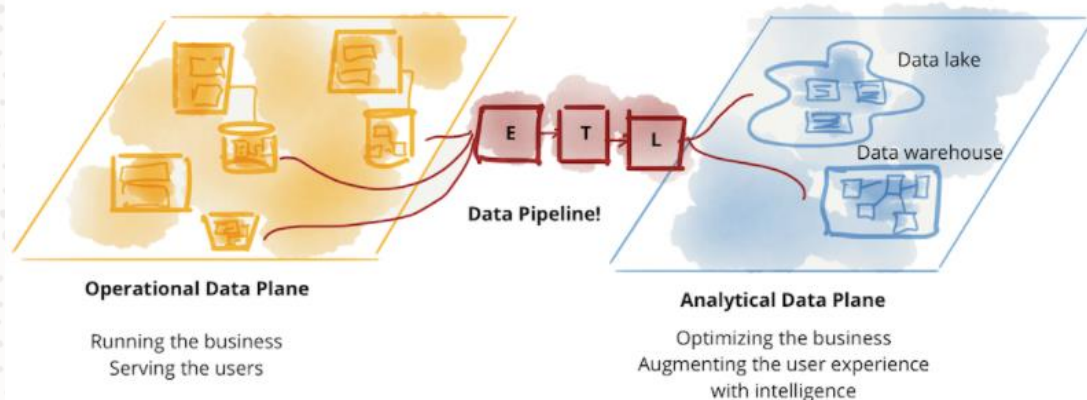 Data lake
E T L
Data warehouse
Data Pipeline!
Operational Data Plane
Running the business
Serving the users
Analytical Data Plane
Optimizing the business
Augmenting the user experience
with intelligence